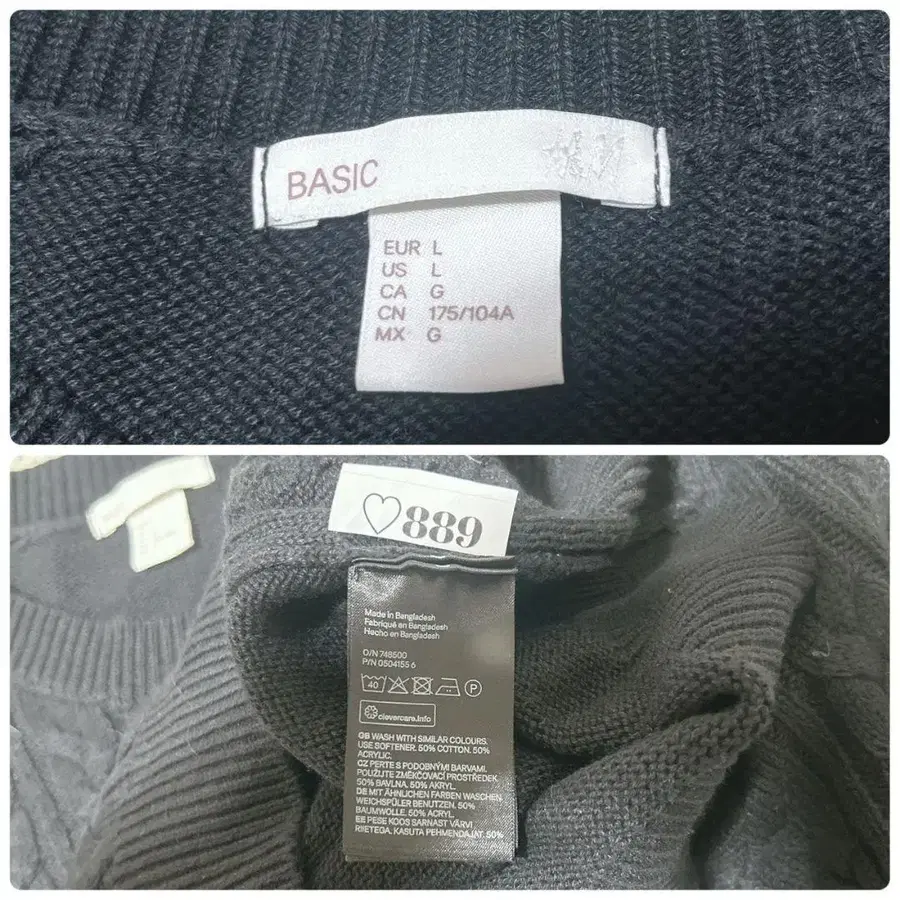 BASIC
H&M
EUR L
US L
CA G
CN 175/104A
MX G
♡889
Made in Bangladesh
Fabriqué en Bangladesh
Hecho en Bangladesh
O/N 748500
P/N 0504155 6
40
P
clevercare.info
GB WASH WITH SIMILAR COLOURS.
USE SOFTENER. 50% COTTON. 50%
ACRYLIC.
CZ PERTE S PODOBNÝMI BARVAMI.
POUŽIJTE ZMĚKČOVACÍ PROSTŘEDEK.
50% BAVLNA. 50% AKRYL.
DE MIT ÄHNLICHEN FARBEN WASCHEN.
WEICHSPÜLER BENUTZEN. 50%
BAUMWOLLE. 50% ACRYL.
EE PESE KOOS SARNAST VÄRVI
RIIETEGA. KASUTA PEHMENDAJAT. 50%